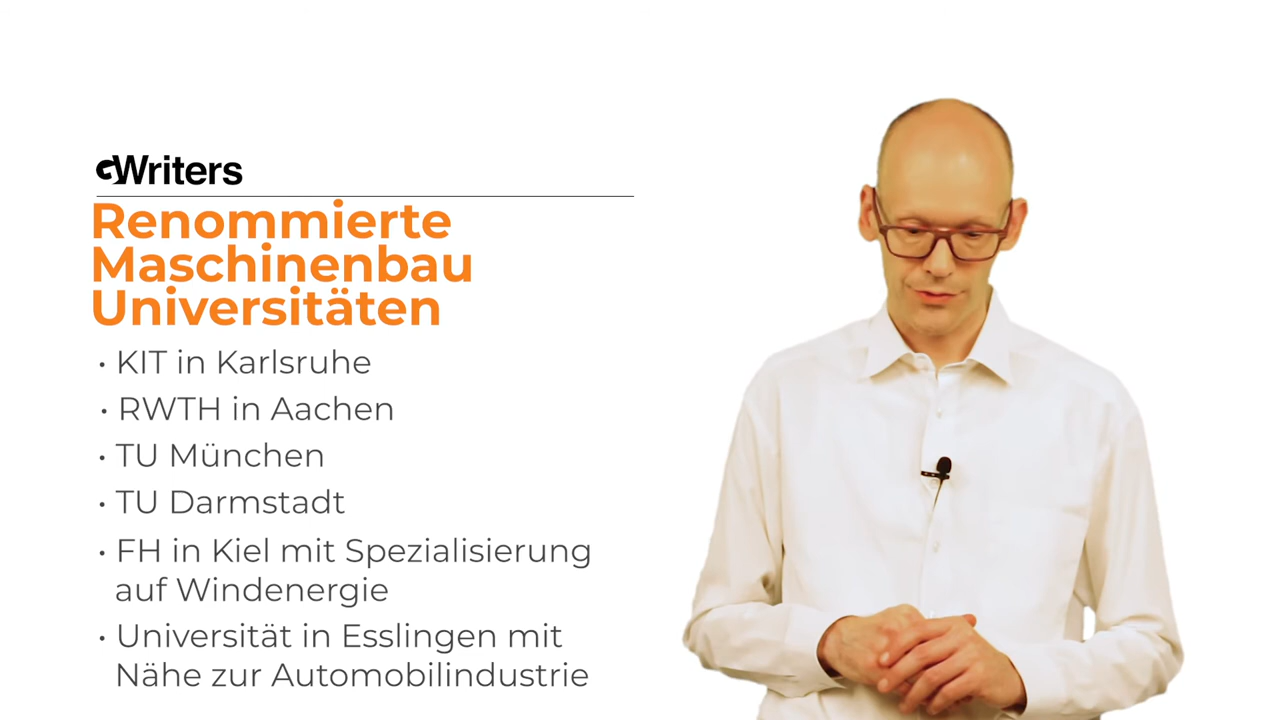 GWriters
Renommierte
Maschinenbau
Universitäten
• KIT in Karlsruhe
• RWTH in Aachen
• TU München
• TU Darmstadt
• FH in Kiel mit Spezialisierung
auf Windenergie
• Universität in Esslingen mit
Nähe zur Automobilindustrie